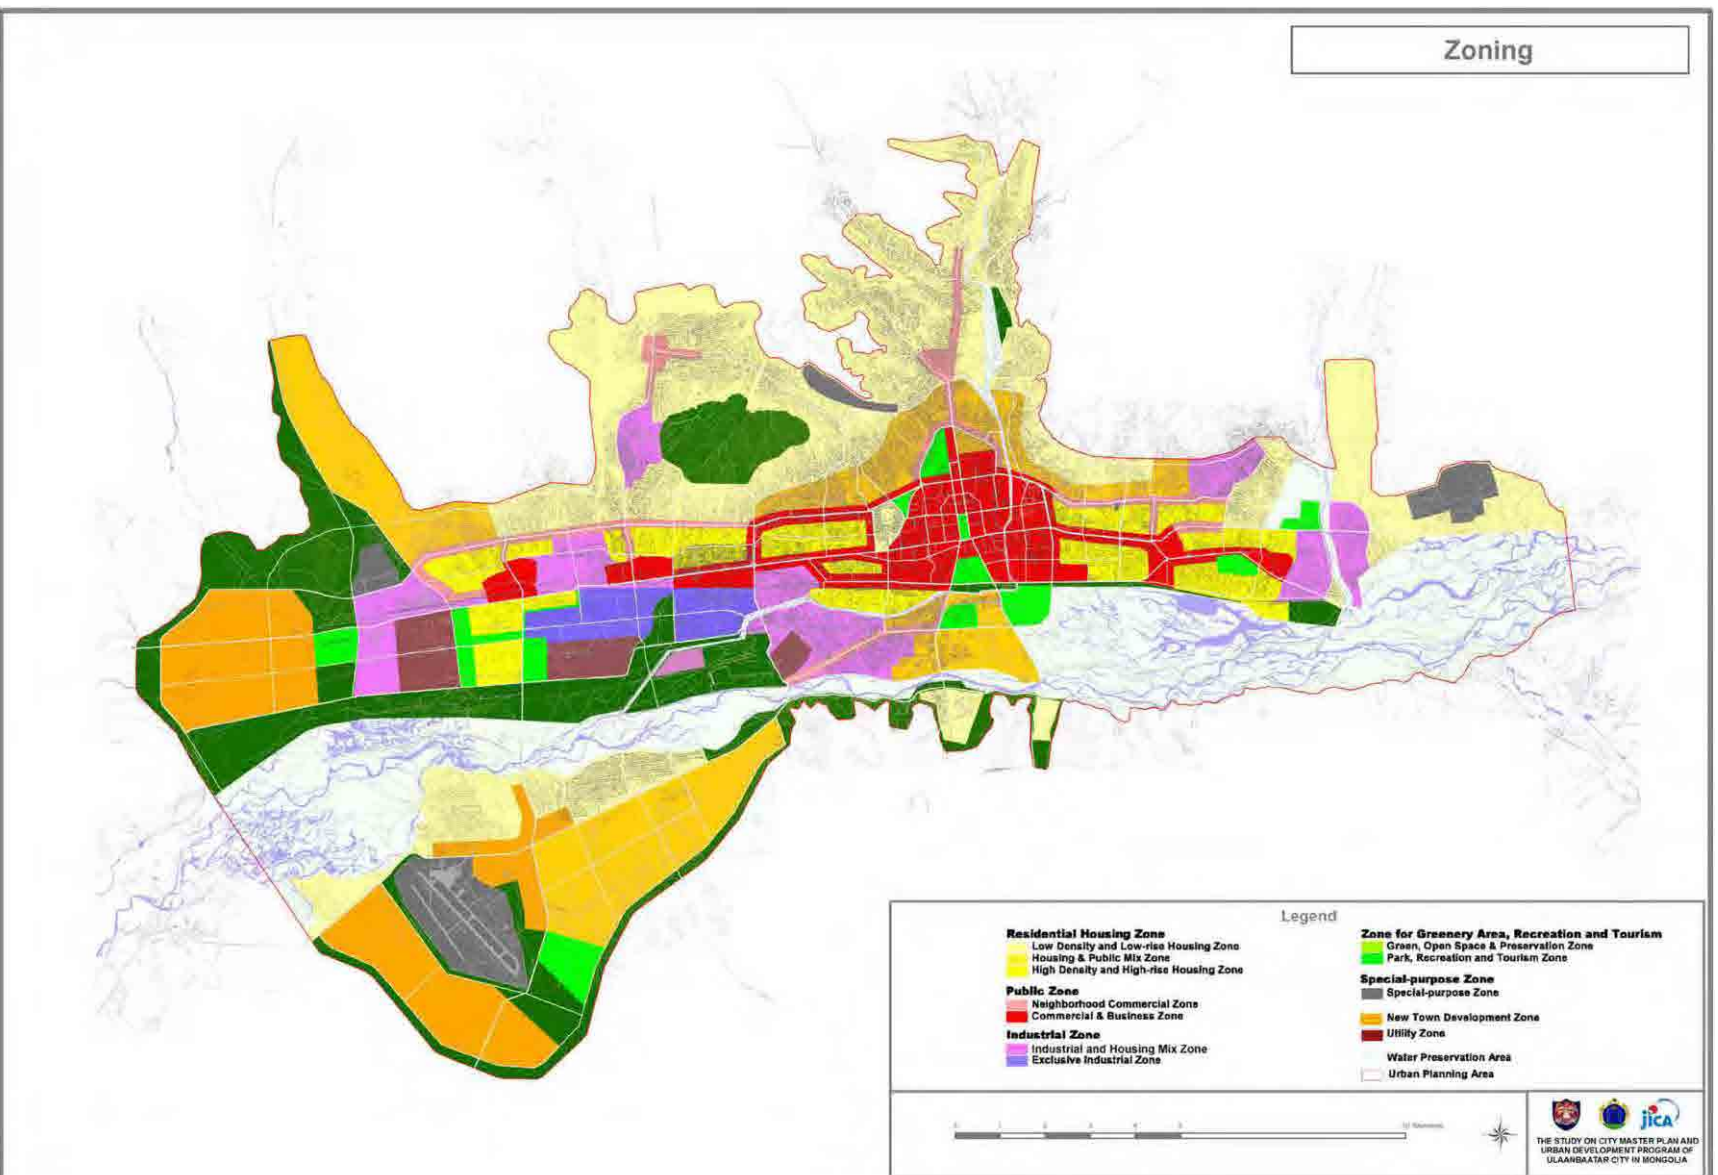 Zoning
Legend
Residential Housing Zone
Low Density and Low-rise Housing Zone
Housing & Public Mix Zone
High Density and High-rise Housing Zone
Public Zone
Neighborhood Commercial Zone
Commercial & Business Zone
Industrial Zone
Industrial and Housing Mix Zone
Exclusive Industrial Zone
Zone for Greenery Area, Recreation and Tourism
Green, Open Space & Preservation Zone
Park, Recreation and Tourism Zone
Special-purpose Zone
Special-purpose Zone
New Town Development Zone
Utility Zone
Water Preservation Area
Urban Planning Area
jICA
THE STUDY ON CITY MASTER PLAN AND
URBAN DEVELOPMENT PROGRAM OF
ULAANBAATAR CITY IN MONGOLIA